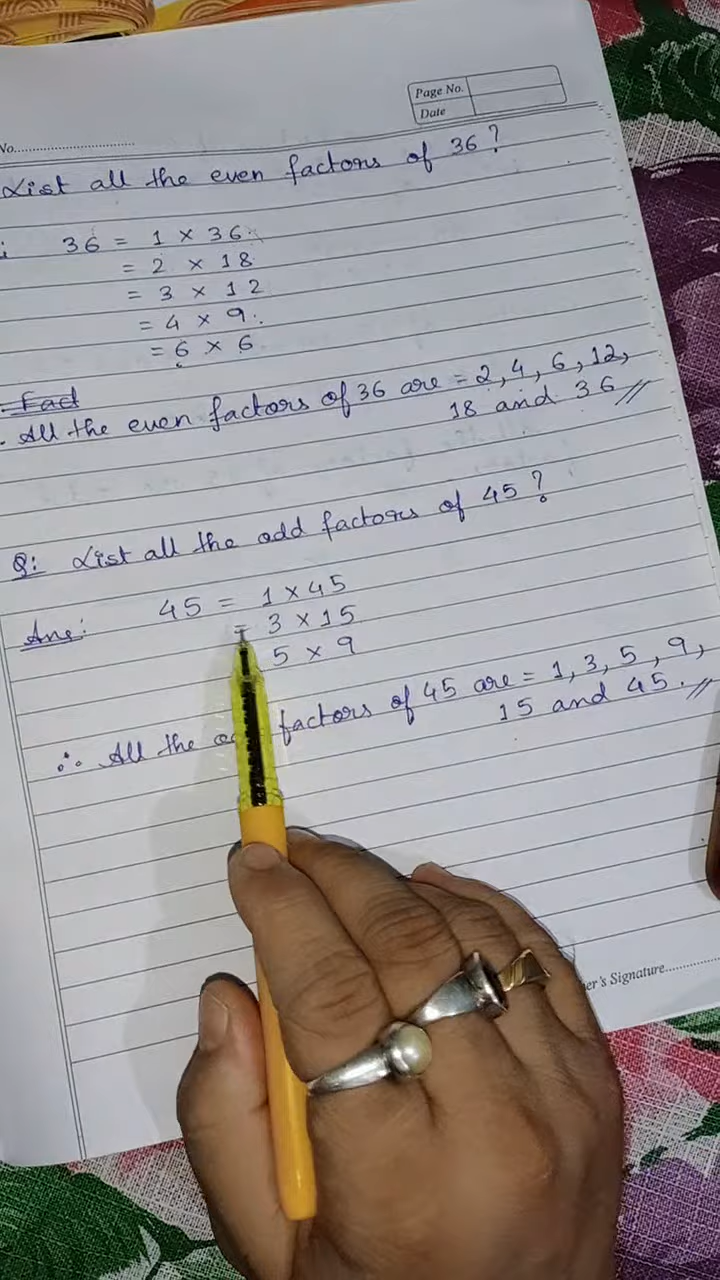 Page No.
Date
No.
List all the even factors of 36?
: 36 = 1 × 36.
= 2 × 18
= 3 × 12
= 4 × 9.
= 6 × 6
All the even factors of 36 are = 2, 4, 6, 12,
18 and 36 //
Q: List all the odd factors of 45?
Ans: 45 = 1 × 45
= 3 × 15
5 × 9
∴ All the factors of 45 are = 1, 3, 5, 9,
15 and 45. //
er's Signature